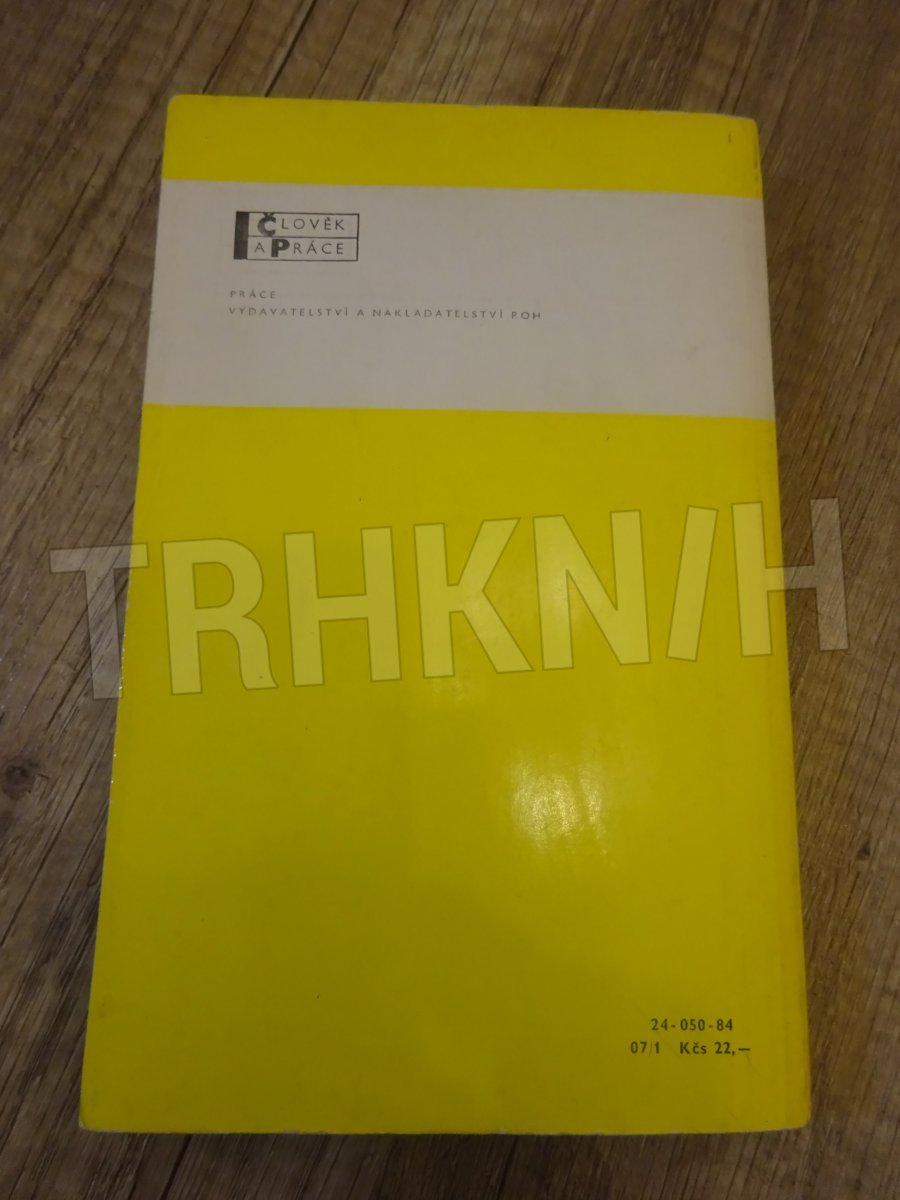 ČLOVĚK
A PRÁCE
PRÁCE
VYDAVATELSTVÍ A NAKLADATELSTVÍ ROH
TRHKNIH
24-050-84
07/1 Kčs 22,—